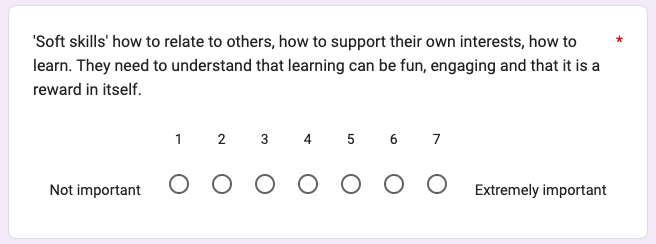 'Soft skills' how to relate to others, how to support their own interests, how to *
learn. They need to understand that learning can be fun, engaging and that it is a
reward in itself.
1 2 3 4 5 6 7
Not important Extremely important